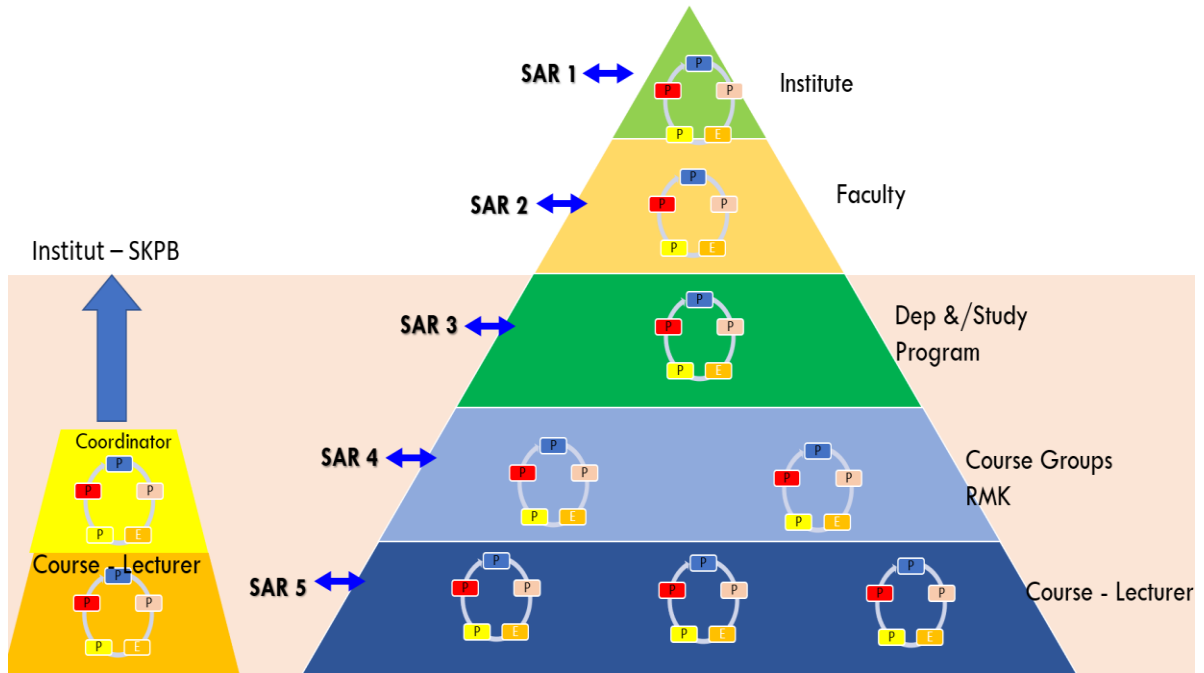 SAR 1
P
P
P
P
E
Institute
SAR 2
P
P
P
P
E
Faculty
Institut – SKPB
SAR 3
P
P
P
P
E
Dep &/Study
Program
Coordinator
P
P
P
P
E
SAR 4
P
P
P
P
E
P
P
P
P
E
Course Groups
RMK
Course - Lecturer
P
P
P
P
E
SAR 5
P
P
P
P
E
P
P
P
P
E
P
P
P
P
E
Course - Lecturer